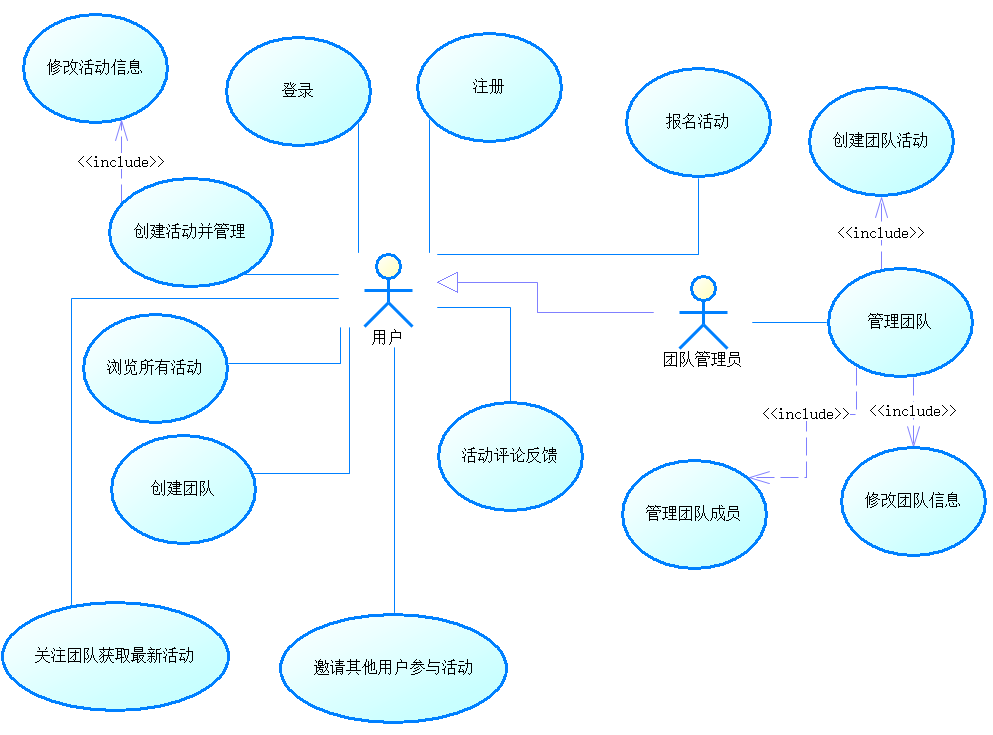 修改活动信息
登录
注册
报名活动
创建团队活动
<<include>>
创建活动并管理
<<include>>
用户
团队管理员
管理团队
浏览所有活动
<<include>>
<<include>>
活动评论反馈
创建团队
管理团队成员
修改团队信息
关注团队获取最新活动
邀请其他用户参与活动